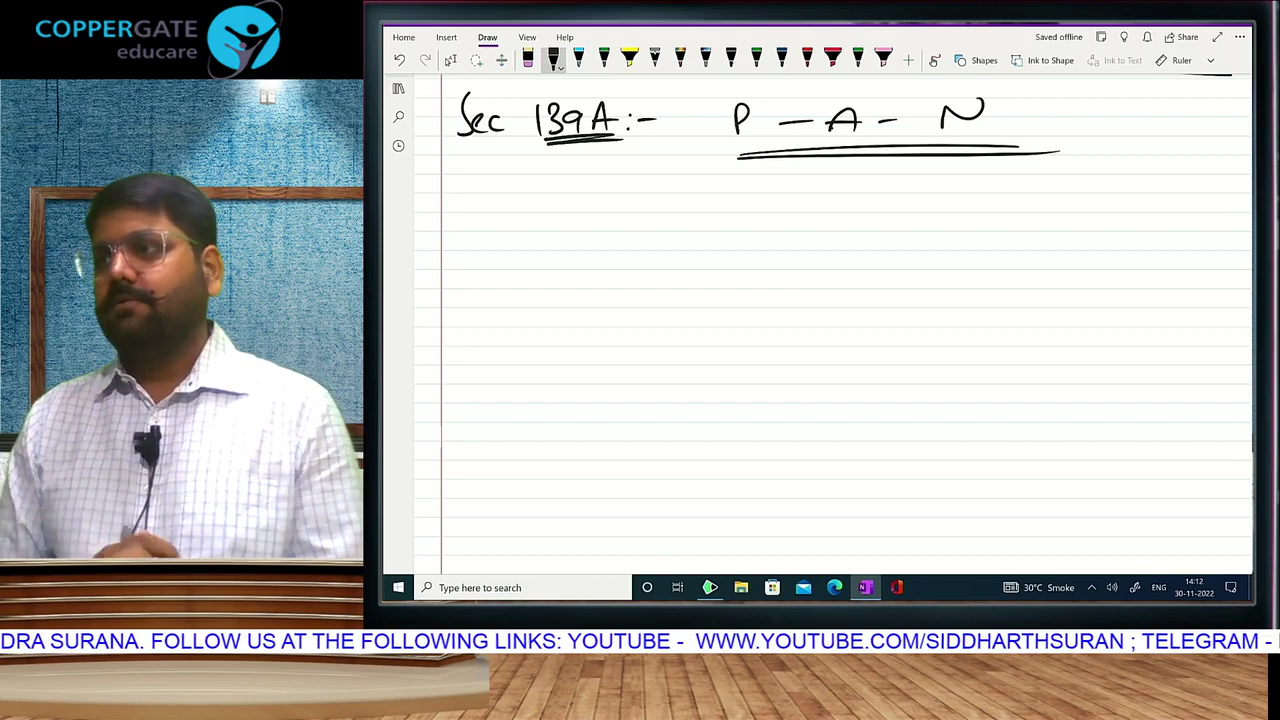 COPPERGATE
educare
Home Insert Draw View Help
Saved offline
Share
Shapes
Ink to Shape
Ink to Text
Ruler
Sec 139A:- P - A - N
Type here to search
30°C Smoke
ENG
14:12
30-11-2022
DRA SURANA. FOLLOW US AT THE FOLLOWING LINKS: YOUTUBE - WWW.YOUTUBE.COM/SIDDHARTHSURAN ; TELEGRAM -